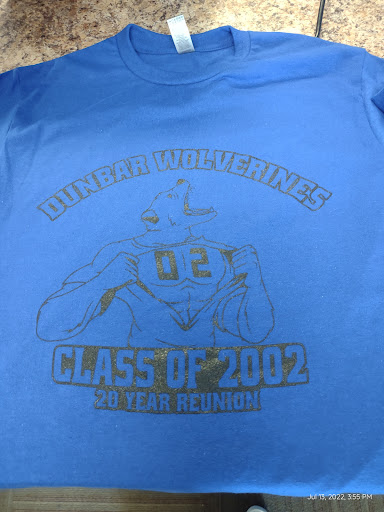 DUNBAR WOLVERINES
02
CLASS OF 2002
20 YEAR REUNION
Jul 13, 2022, 3:55 PM